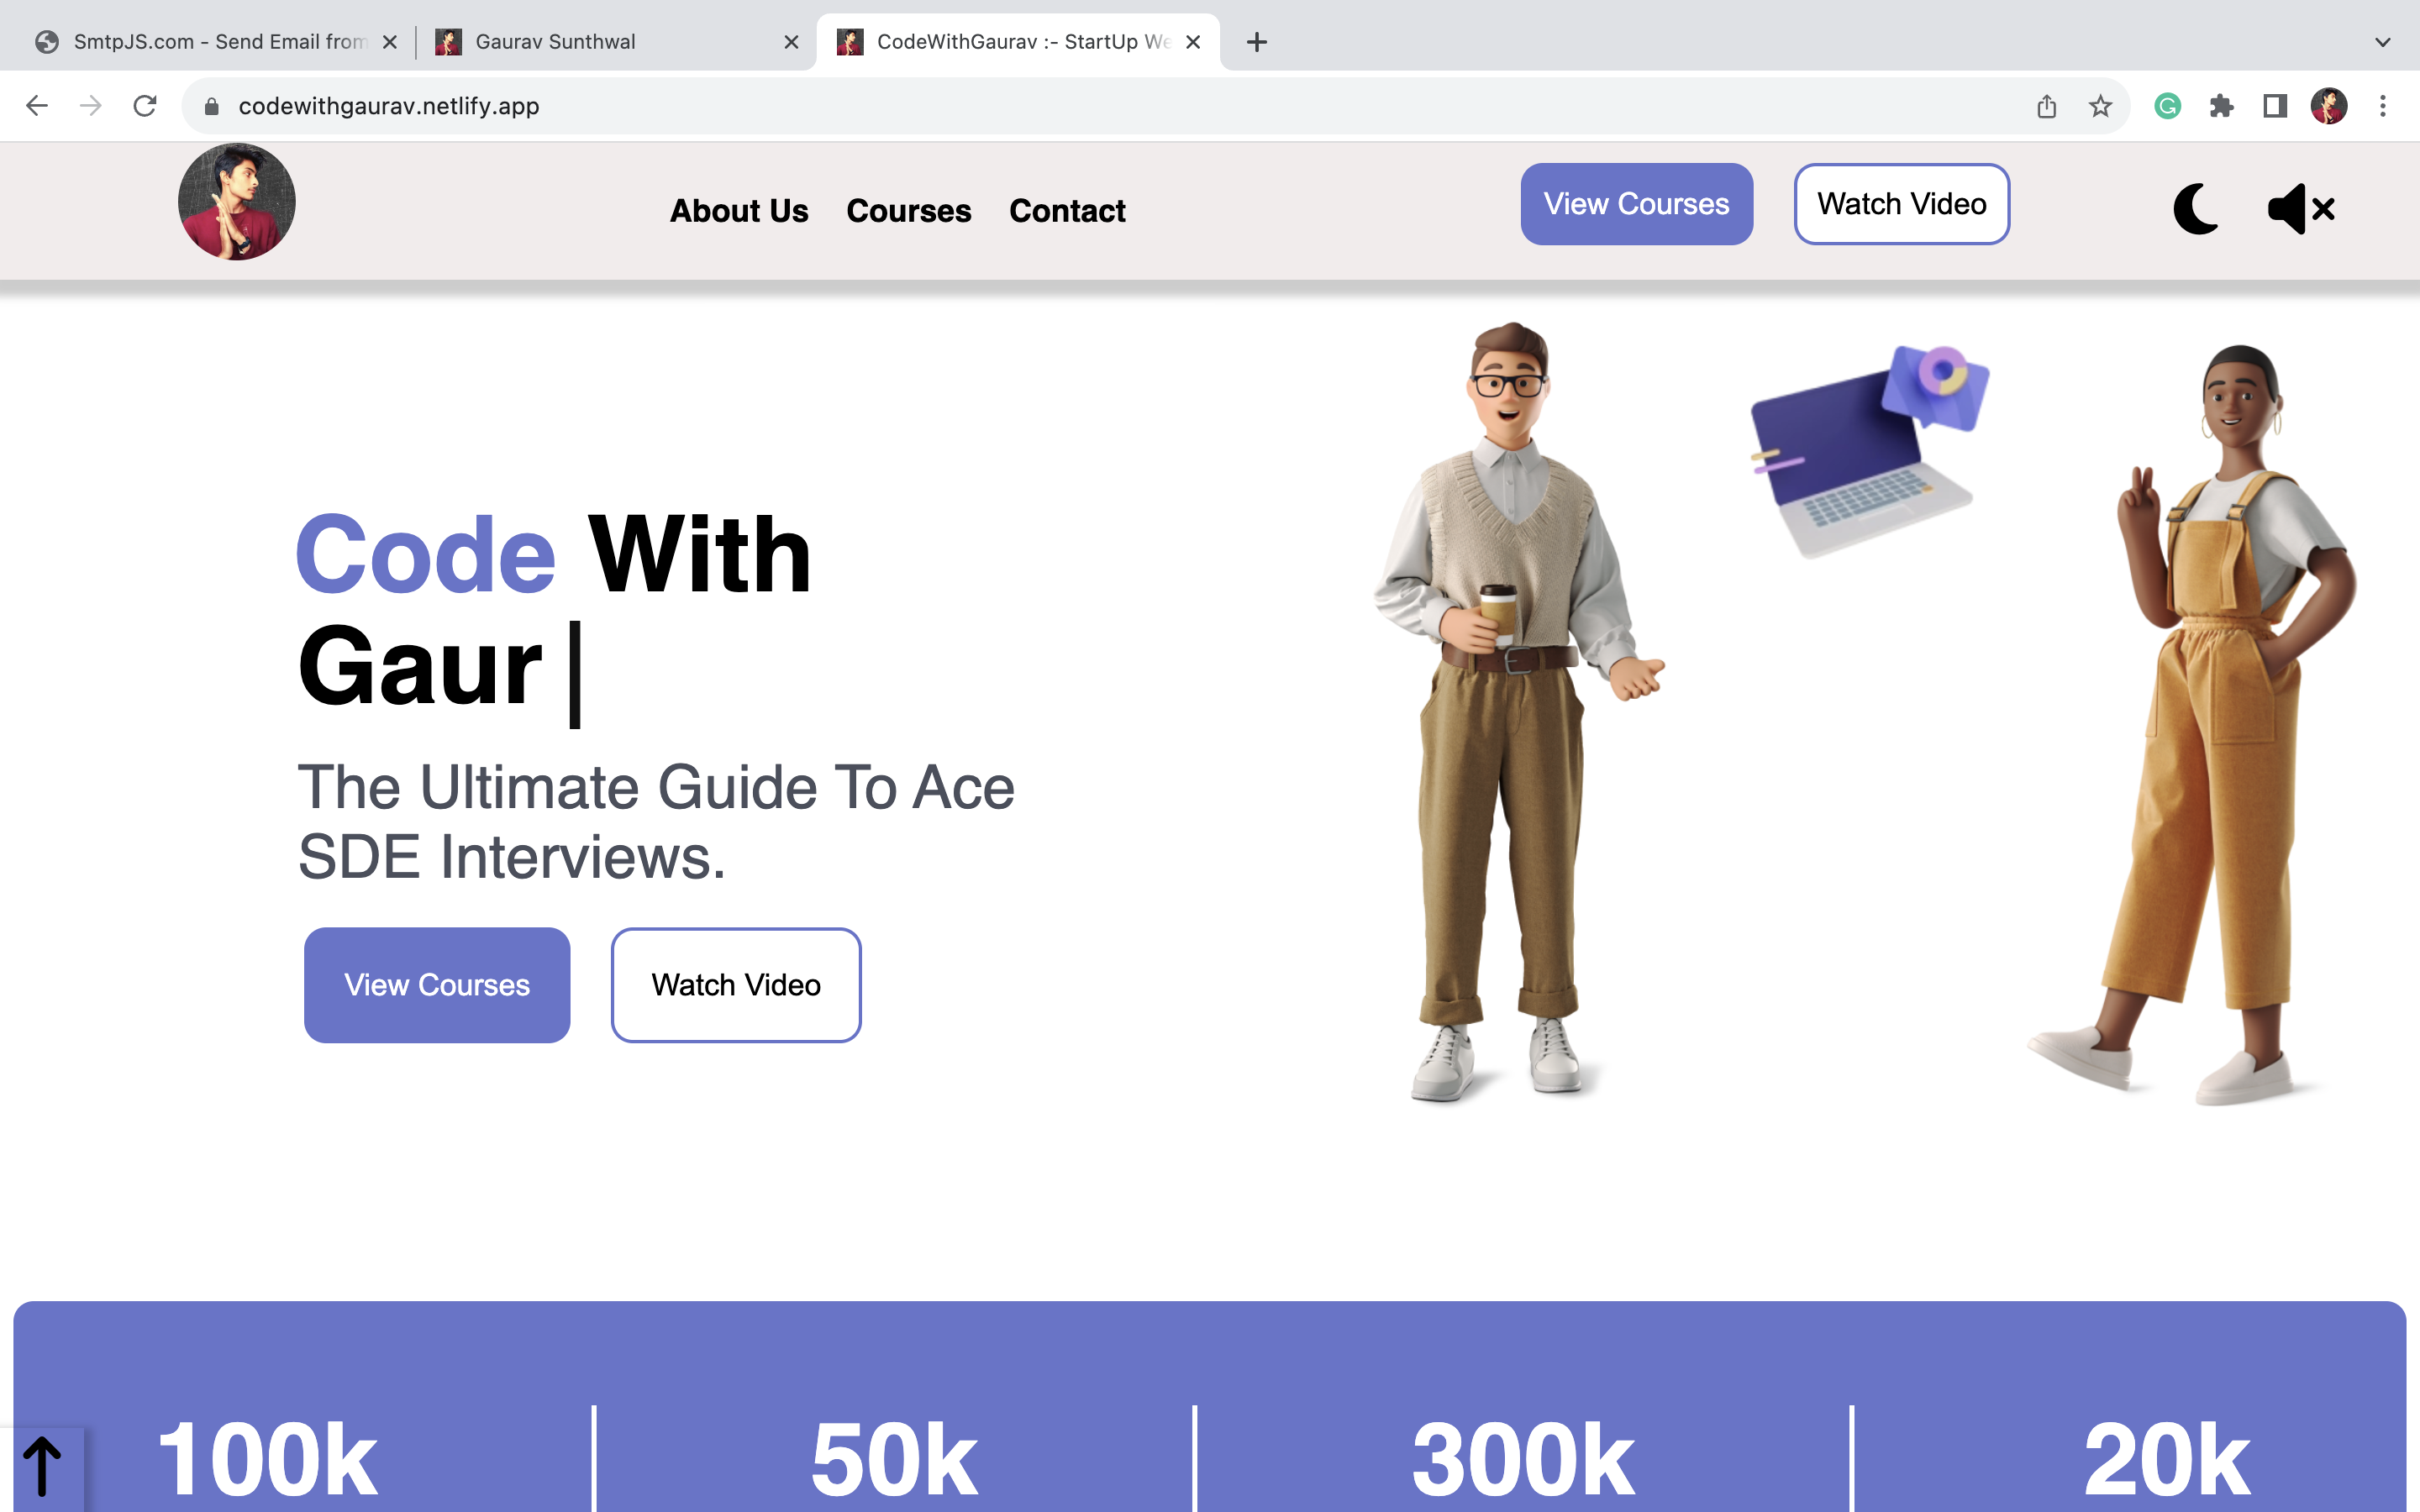 SmtpJS.com - Send Email from
Gaurav Sunthwal
CodeWithGaurav :- StartUp We
codewithgaurav.netlify.app
About Us
Courses
Contact
View Courses
Watch Video
Code With
Gaur
The Ultimate Guide To Ace
SDE Interviews.
View Courses
Watch Video
100k
50k
300k
20k